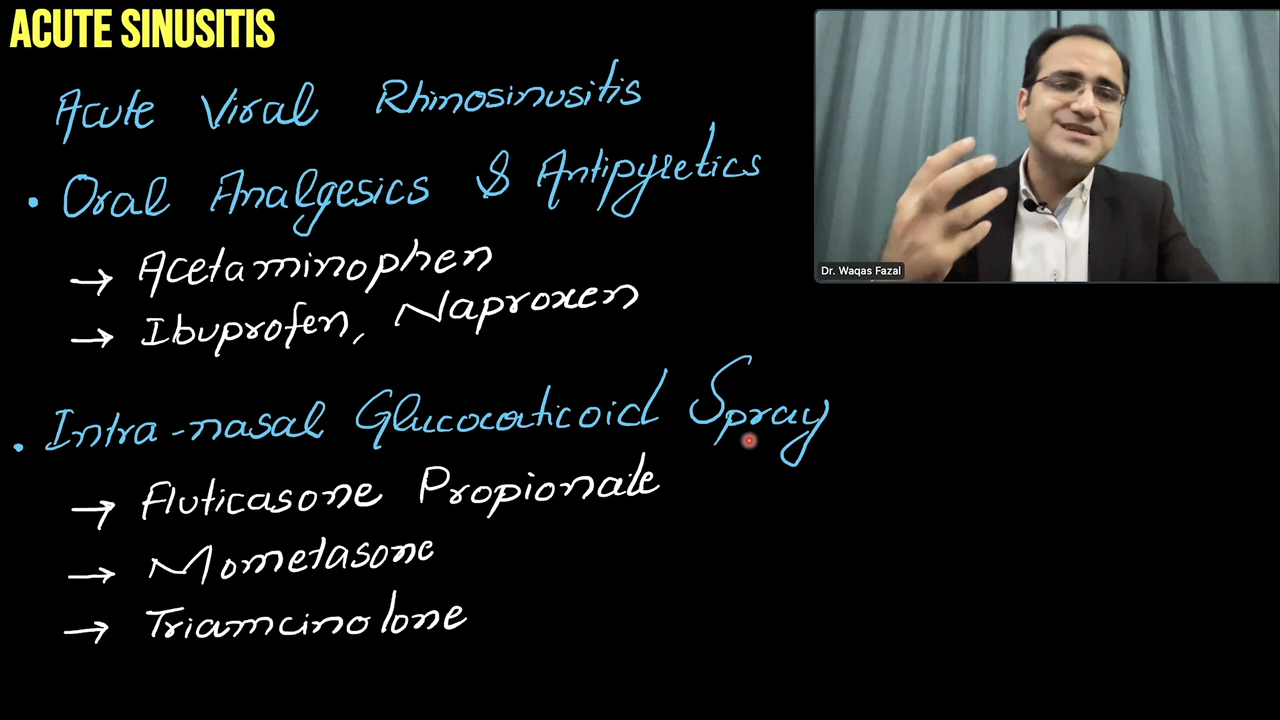 ACUTE SINUSITIS
Acute Viral Rhinosinusitis
• Oral Analgesics & Antipyretics
→ Acetaminophen
→ Ibuprofen, Naproxen
• Intra-nasal Glucocorticoid Spray
→ Fluticasone Propionate
→ Mometasone
→ Triamcinolone
Dr. Waqas Fazal